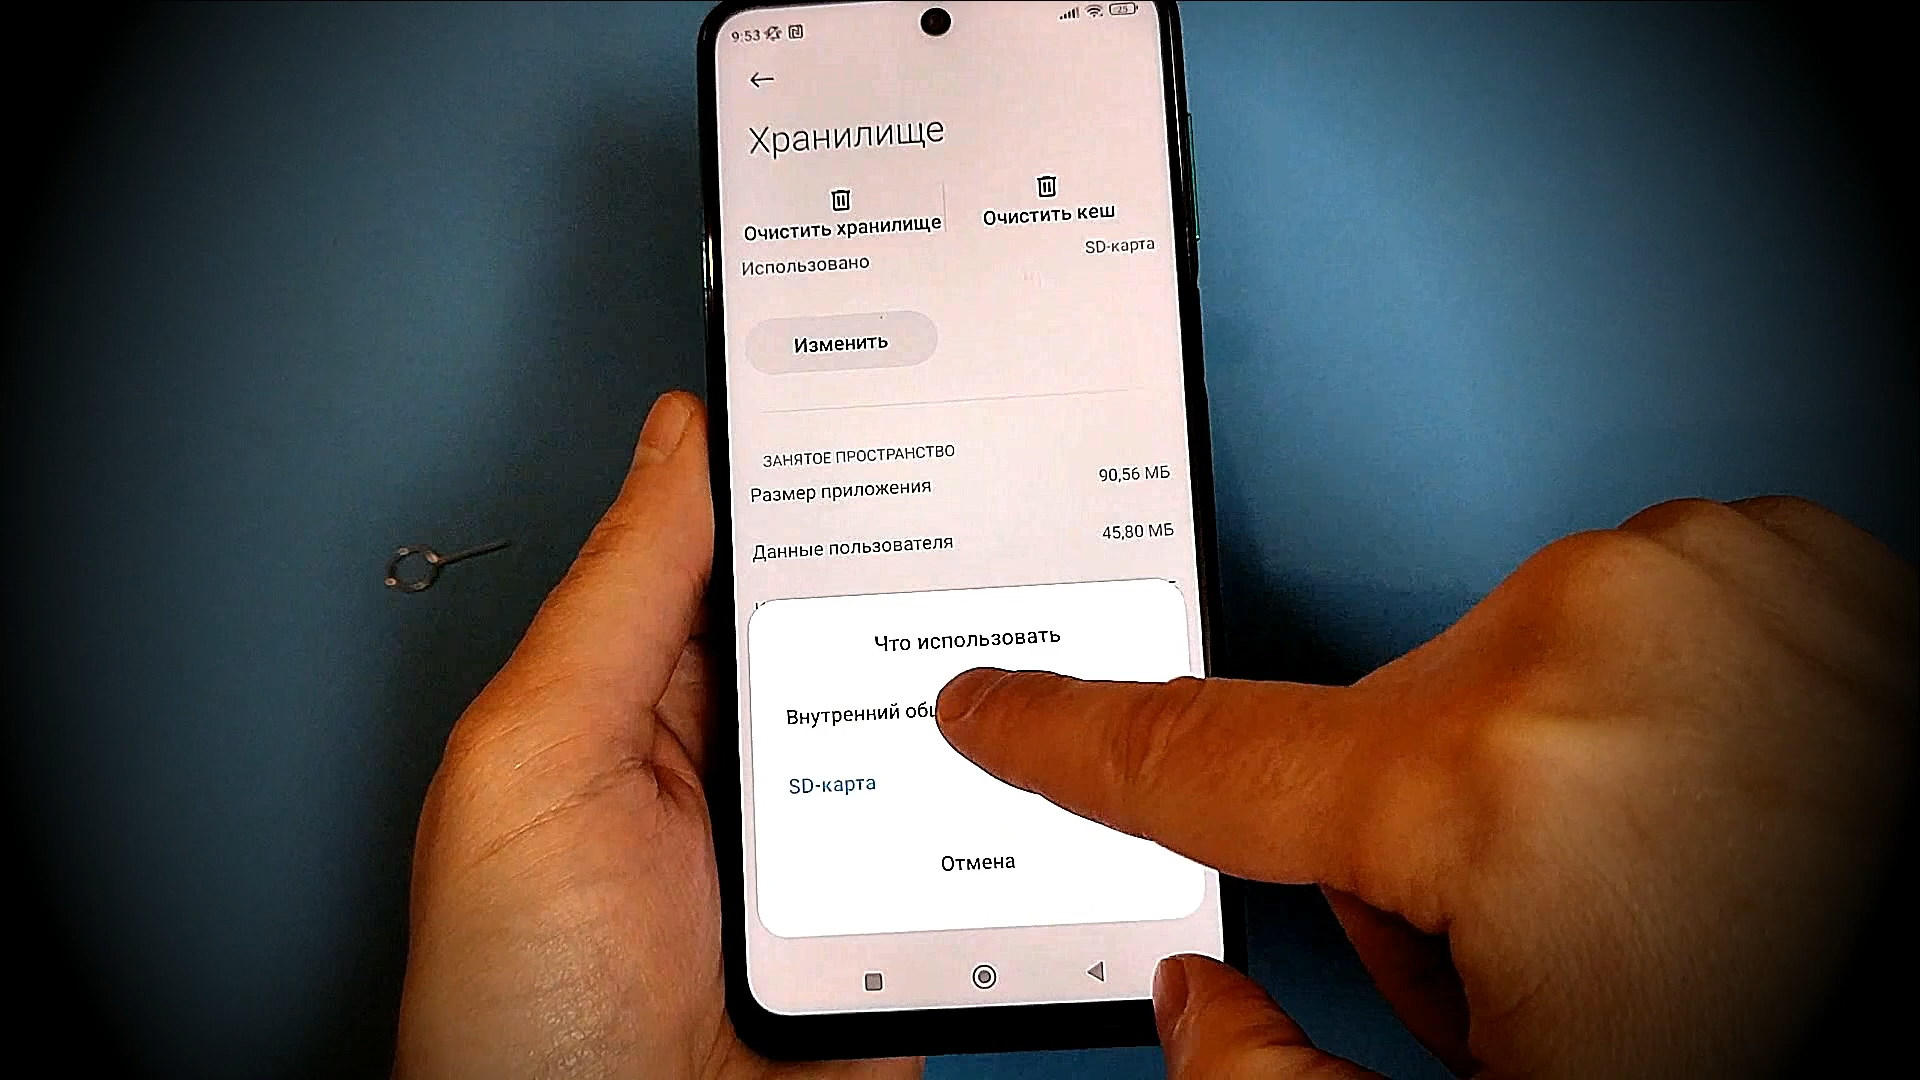 9:53
25
Хранилище
Очистить хранилище
Очистить кеш
Использовано
SD-карта
Изменить
ЗАНЯТОЕ ПРОСТРАНСТВО
Размер приложения
90,56 МБ
Данные пользователя
45,80 МБ
Что использовать
Внутренний
SD-карта
Отмена